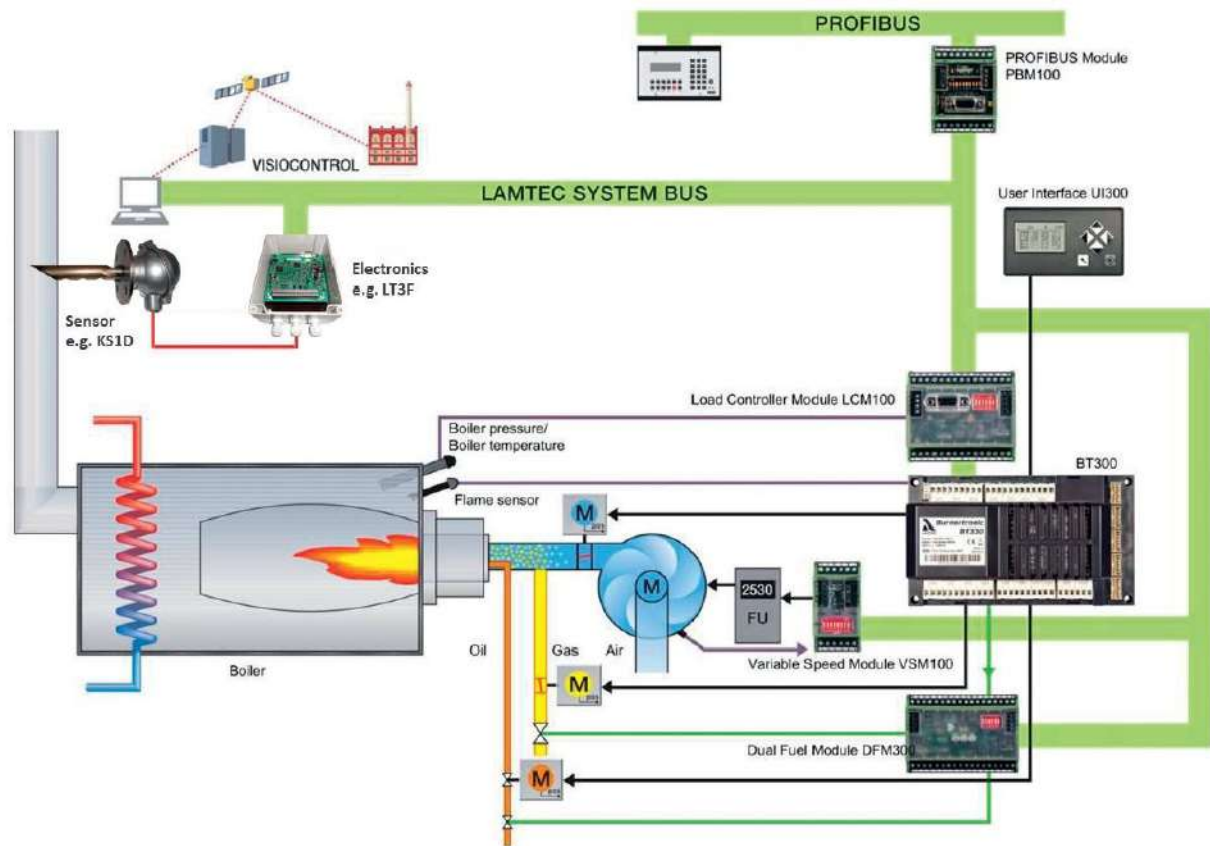 PROFIBUS
PROFIBUS Module
PBM100
VISIOCONTROL
LAMTEC SYSTEM BUS
User Interface UI300
Electronics
e.g. LT3F
Sensor
e.g. KS1D
Load Controller Module LCM100
Boiler pressure/
Boiler temperature
BT300
Flame sensor
M
Burnertronic
BT330
M
2530
FU
Oil
Gas
Air
Variable Speed Module VSM100
Boiler
M
Dual Fuel Module DFM300
M